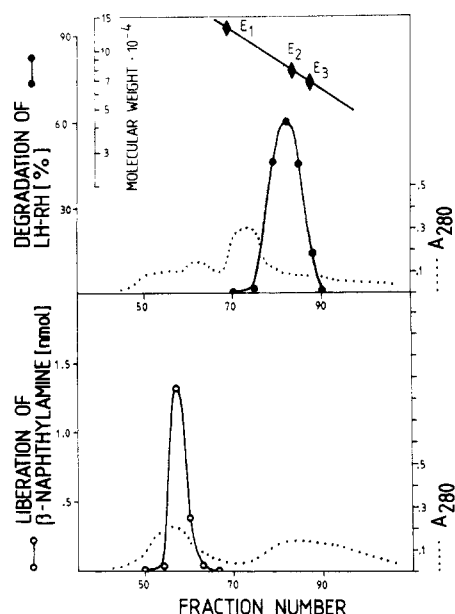 DEGRADATION OF
LH-RH [%]
90
60
30
MOLECULAR WEIGHT · 10⁻⁴
15
10
7
5
3
E1
E2
E3
.5
.3
.1
A280
50
70
90
LIBERATION OF
β-NAPHTHYLAMINE [nmol]
1.5
1.0
.5
.5
.3
.1
A280
50
70
90
FRACTION NUMBER